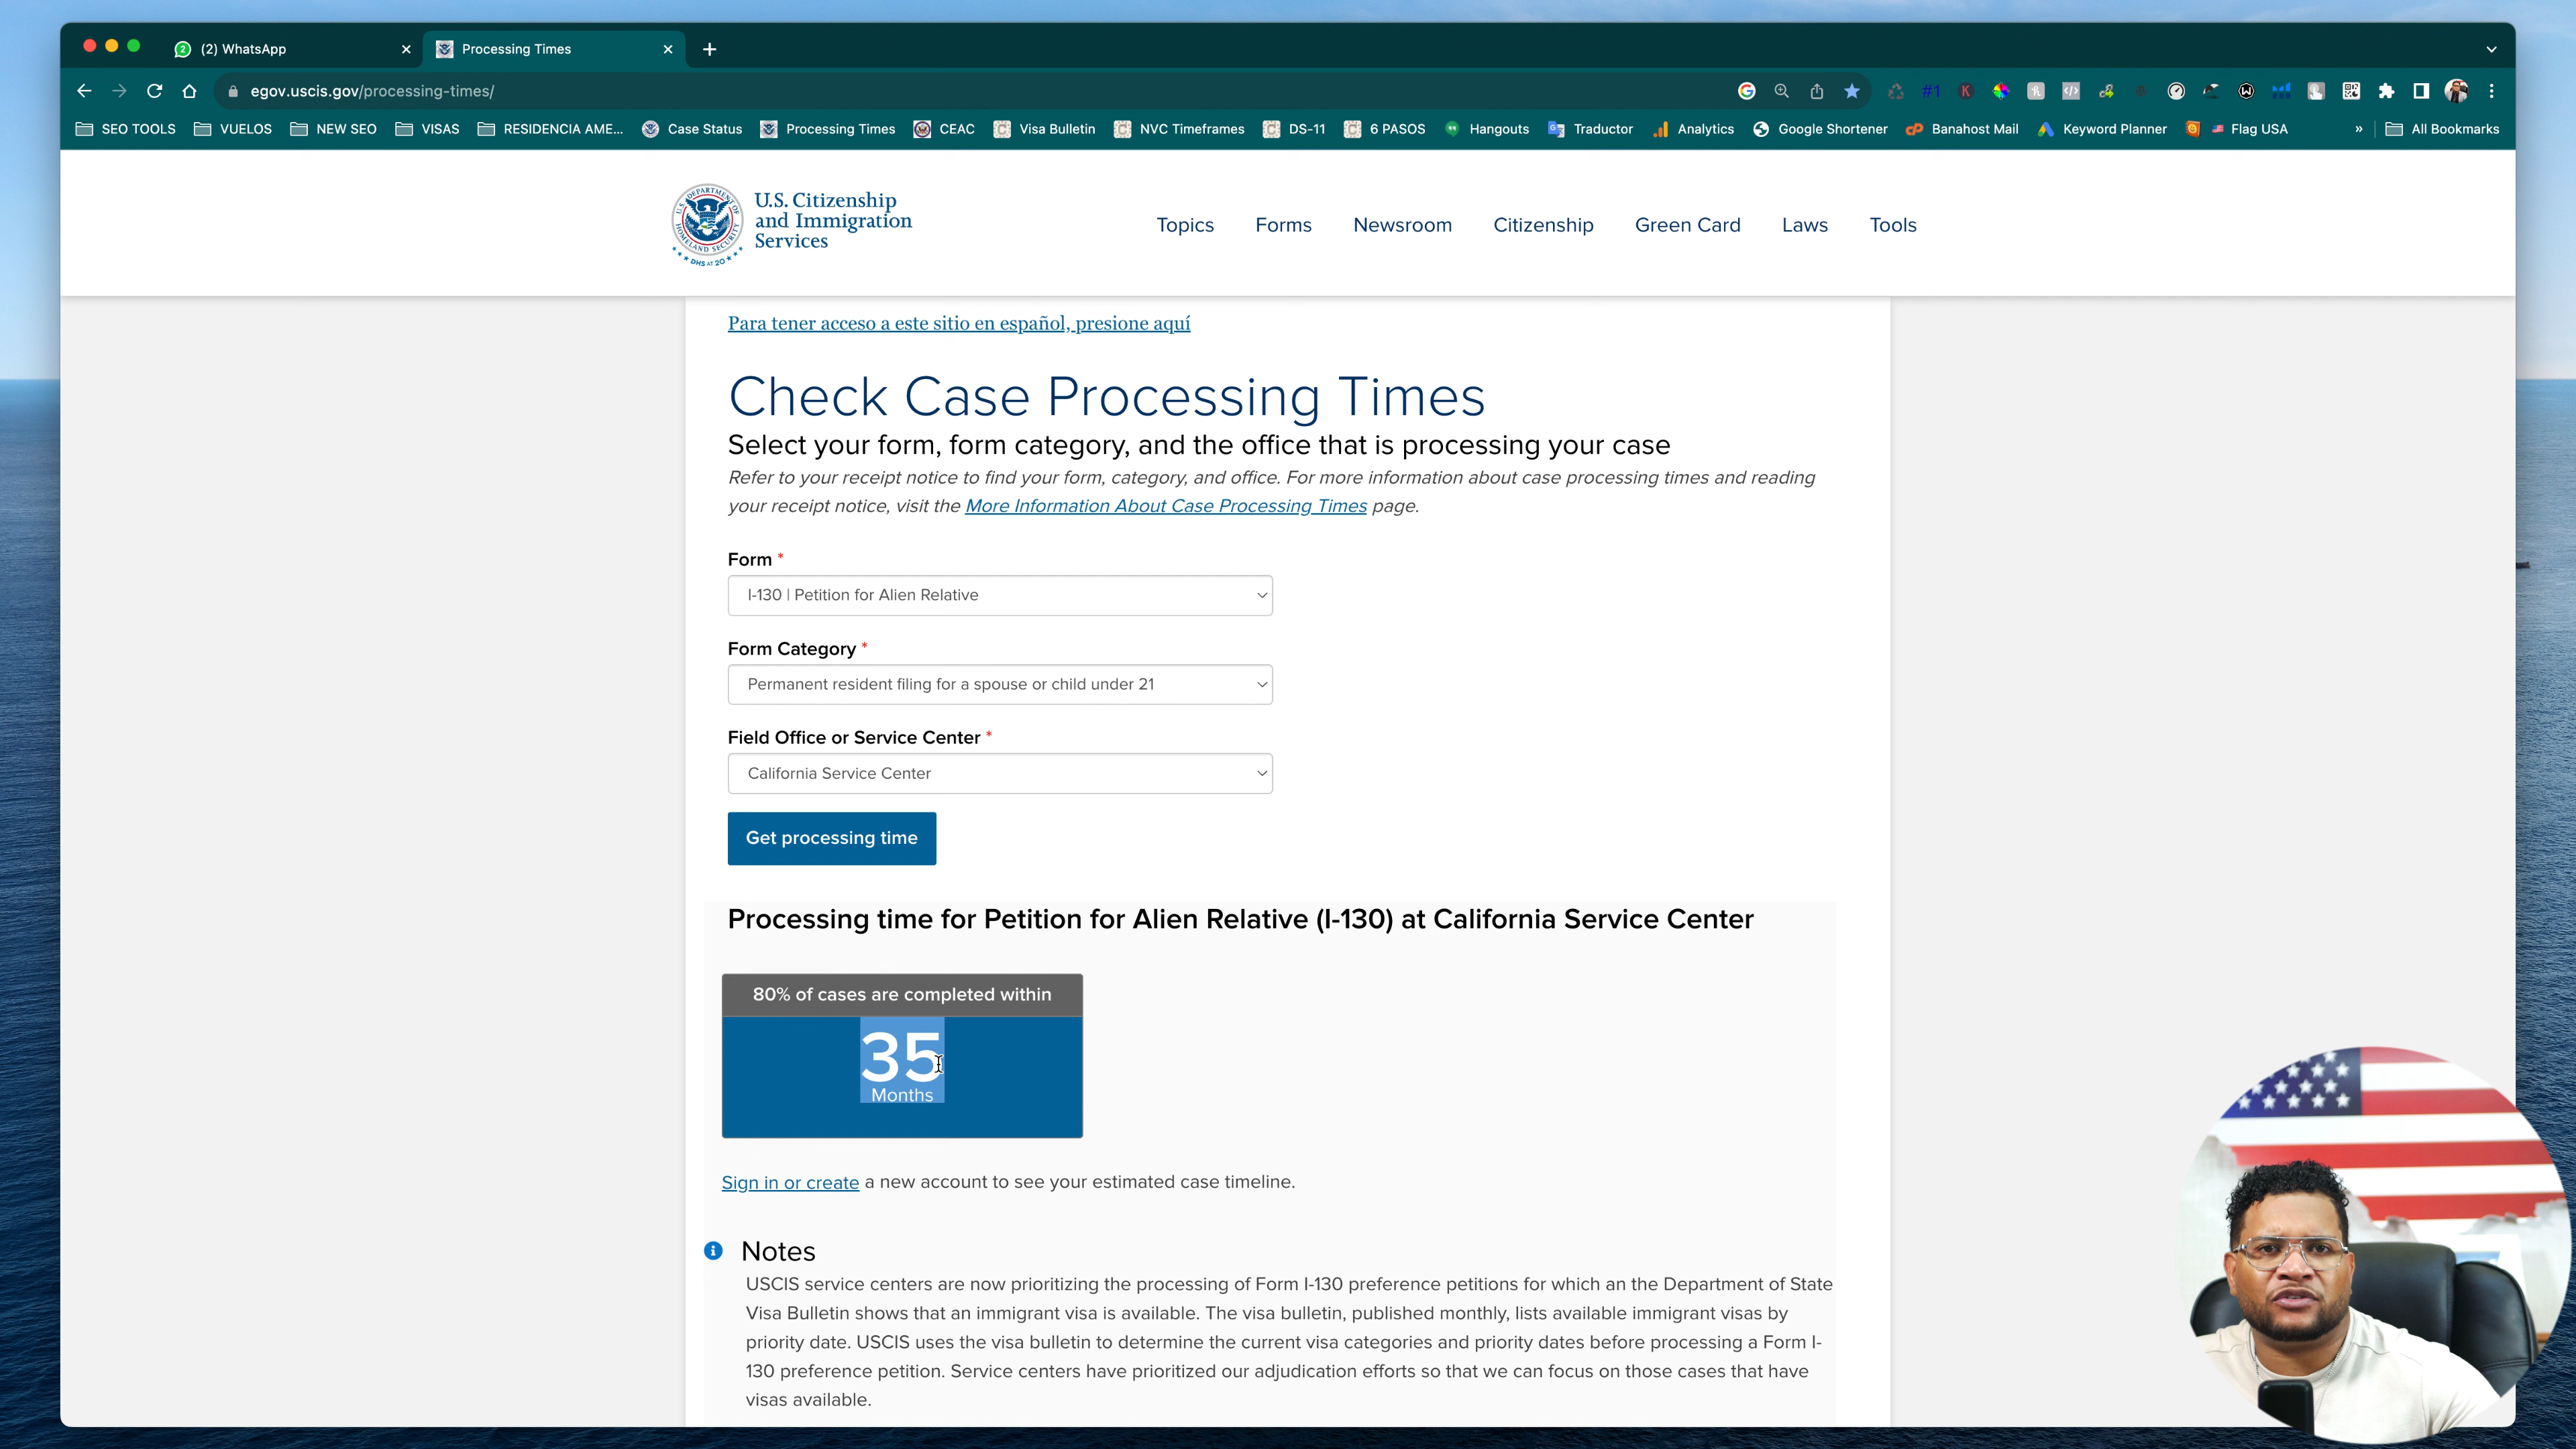 (2) WhatsApp
Processing Times
egov.uscis.gov/processing-times/
SEO TOOLS VUELOS NEW SEO VISAS RESIDENCIA AME... Case Status Processing Times CEAC Visa Bulletin NVC Timeframes DS-11 6 PASOS Hangouts Traductor Analytics Google Shortener Banahost Mail Keyword Planner Flag USA » All Bookmarks
U.S. Citizenship
and Immigration
Services
Topics Forms Newsroom Citizenship Green Card Laws Tools
Para tener acceso a este sitio en español, presione aquí
Check Case Processing Times
Select your form, form category, and the office that is processing your case
Refer to your receipt notice to find your form, category, and office. For more information about case processing times and reading
your receipt notice, visit the More Information About Case Processing Times page.
Form *
I-130 | Petition for Alien Relative
Form Category *
Permanent resident filing for a spouse or child under 21
Field Office or Service Center *
California Service Center
Get processing time
Processing time for Petition for Alien Relative (I-130) at California Service Center
80% of cases are completed within
35
Months
Sign in or create a new account to see your estimated case timeline.
Notes
USCIS service centers are now prioritizing the processing of Form I-130 preference petitions for which an the Department of State
Visa Bulletin shows that an immigrant visa is available. The visa bulletin, published monthly, lists available immigrant visas by
priority date. USCIS uses the visa bulletin to determine the current visa categories and priority dates before processing a Form I-
130 preference petition. Service centers have prioritized our adjudication efforts so that we can focus on those cases that have
visas available.